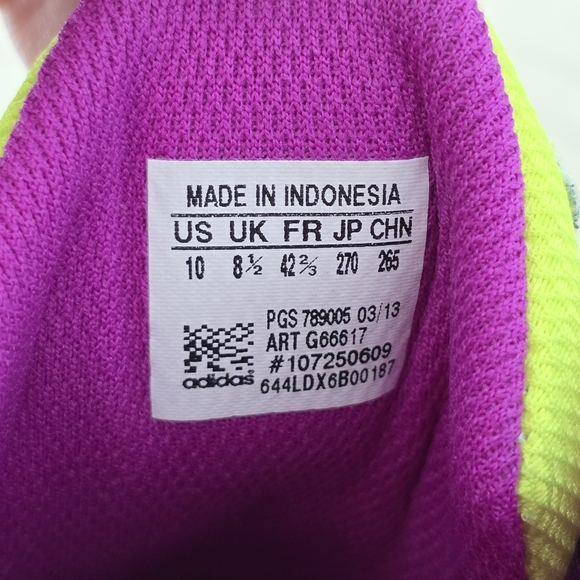 MADE IN INDONESIA
US UK FR JP CHN
10 8½ 42⅔ 270 265
PGS 789005 03/13
ART G66617
#107250609
adidas 644LDX6B00187